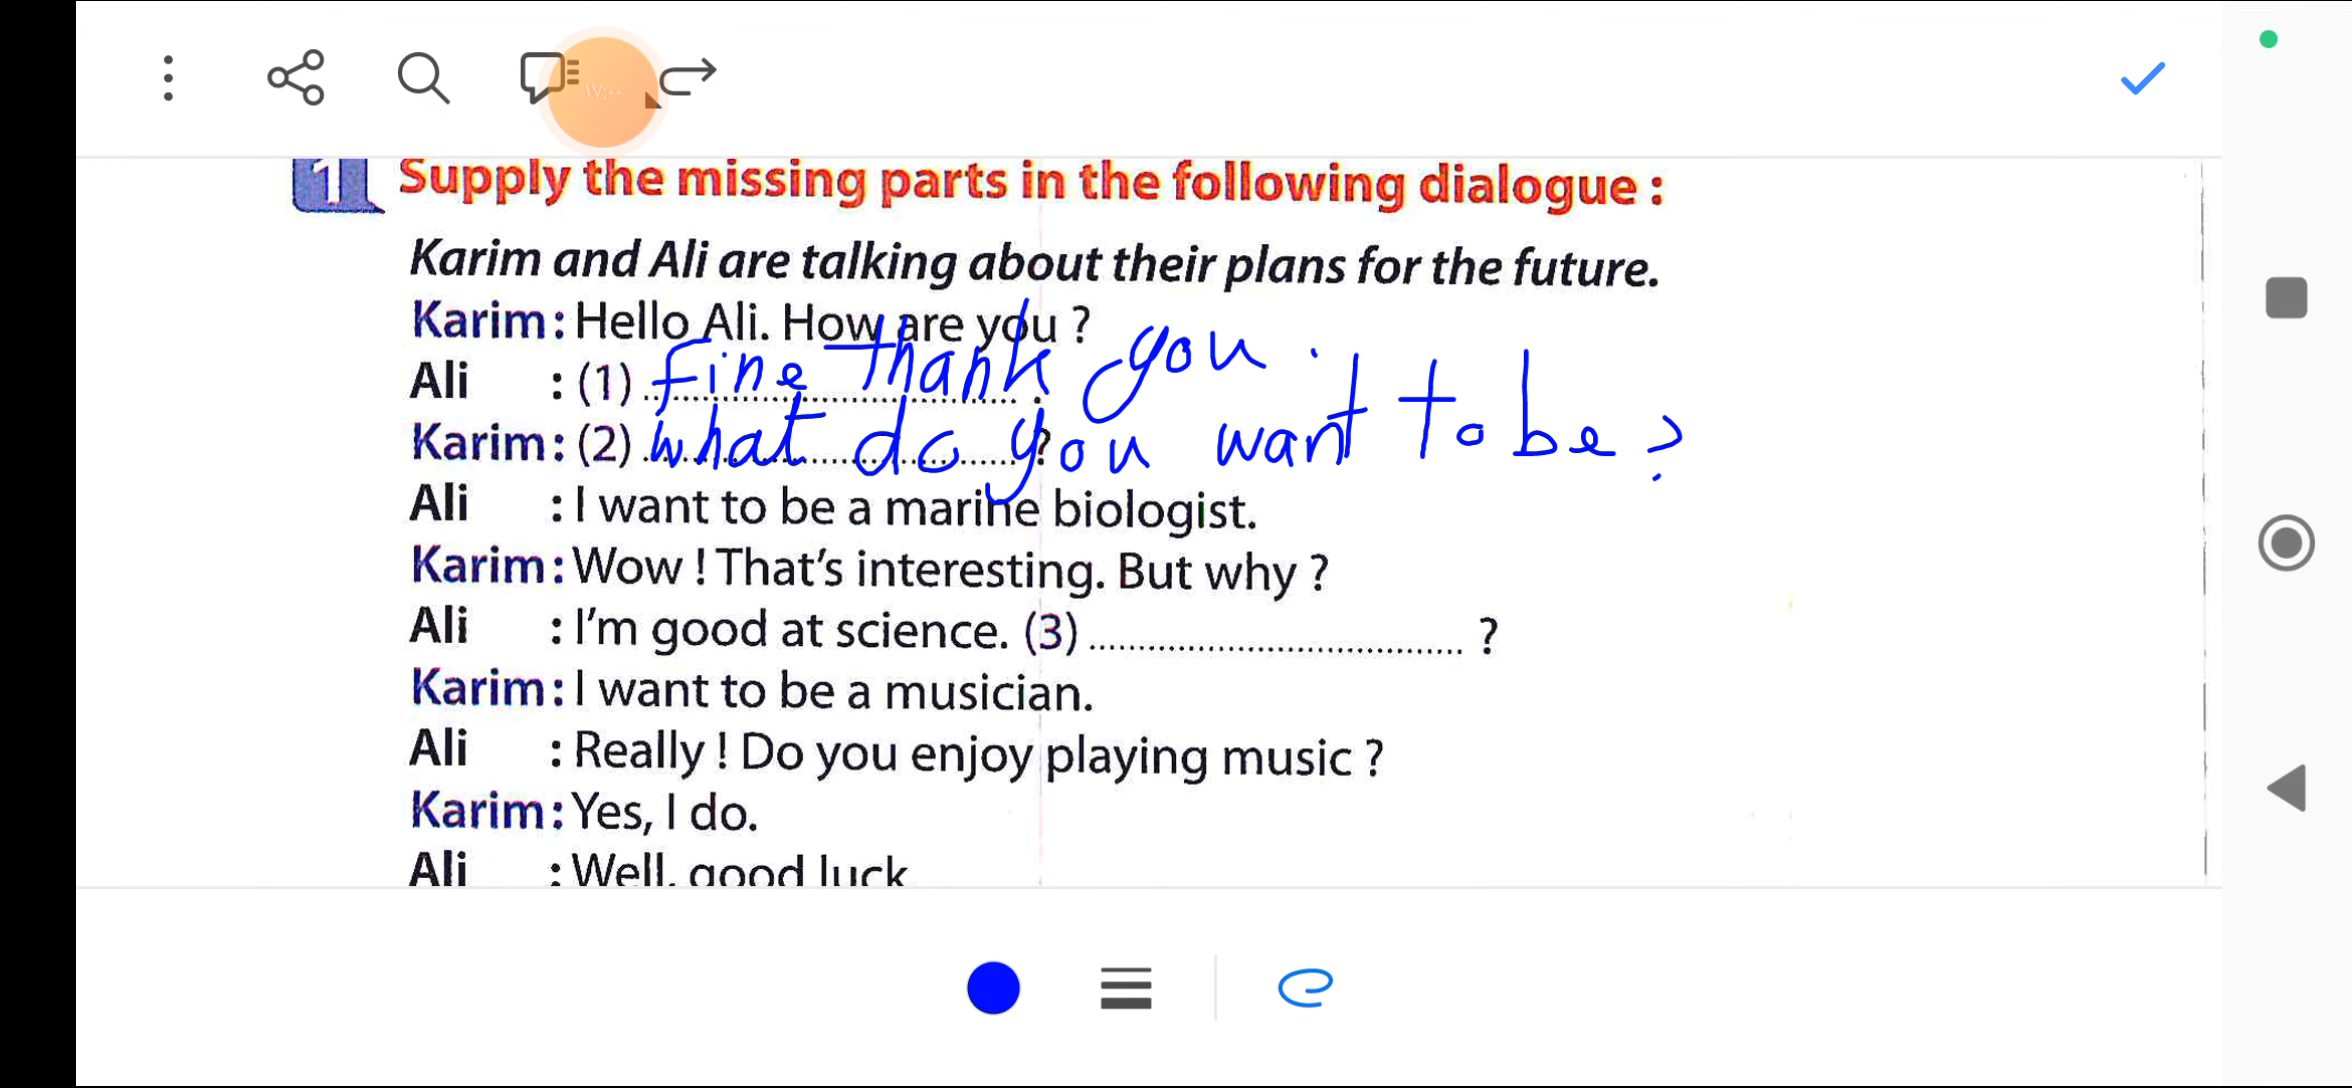 ١٧:٠٠
1 Supply the missing parts in the following dialogue :
Karim and Ali are talking about their plans for the future.
Karim : Hello Ali. How are you ?
Ali : (1) fine thank you .
Karim : (2) what do you want to be ?
Ali : I want to be a marine biologist.
Karim : Wow ! That's interesting. But why ?
Ali : I'm good at science. (3) ...................................... ?
Karim : I want to be a musician.
Ali : Really ! Do you enjoy playing music ?
Karim : Yes, I do.
Ali : Well, good luck